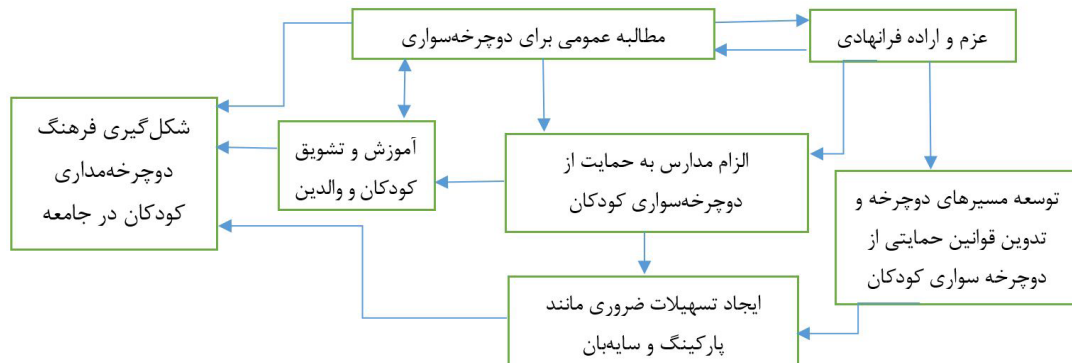 عزم و اراده فرانهادی
مطالبه عمومی برای دوچرخه‌سواری
شکل‌گیری فرهنگ
دوچرخه‌مداری
کودکان در جامعه
آموزش و تشویق
کودکان و والدین
الزام مدارس به حمایت از
دوچرخه‌سواری کودکان
توسعه مسیرهای دوچرخه و
تدوین قوانین حمایتی از
دوچرخه سواری کودکان
ایجاد تسهیلات ضروری مانند
پارکینگ و سایه‌بان